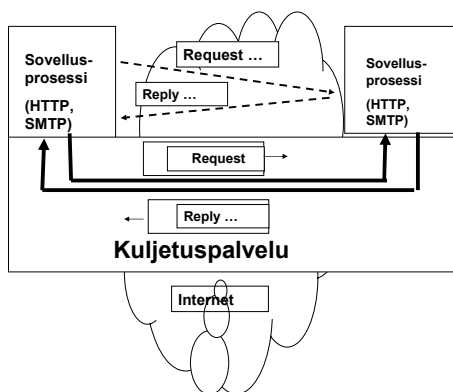 Sovellus-
prosessi
(HTTP,
SMTP)
Request …
Reply …
Sovellus-
prosessi
(HTTP,
SMTP)
Request
Reply …
Kuljetuspalvelu
Internet